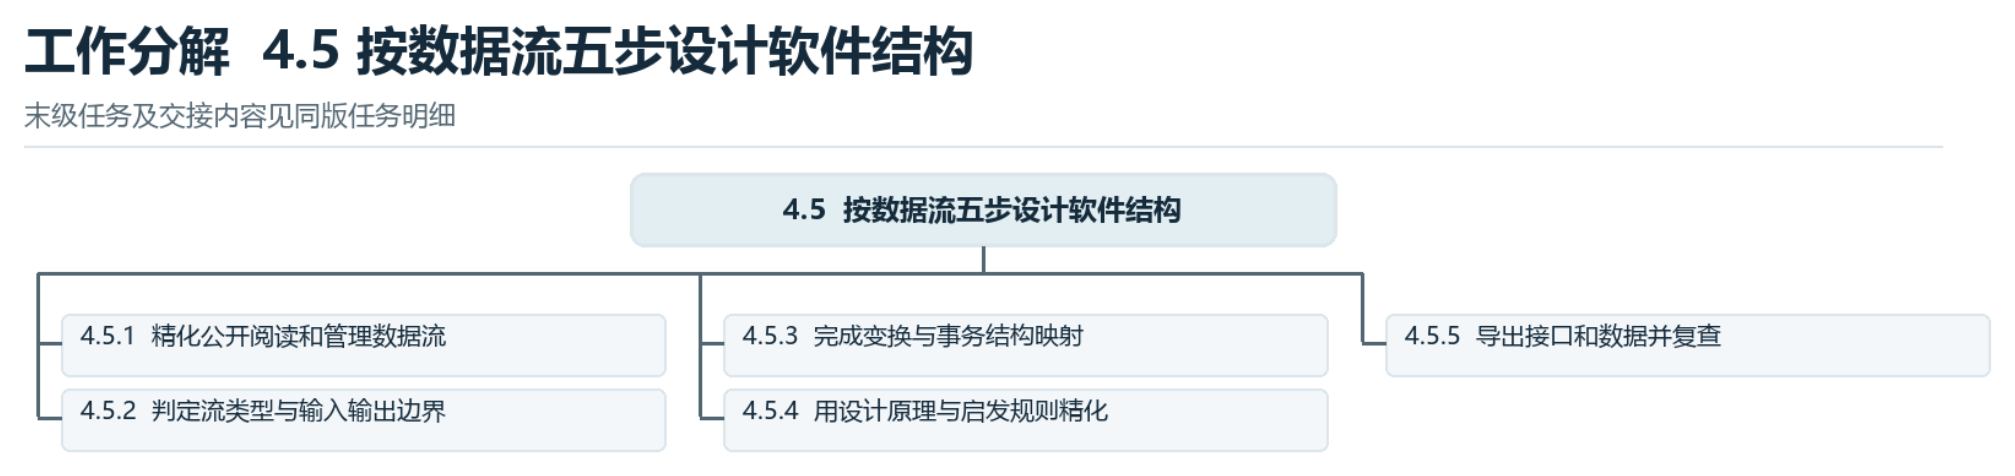 工作分解 4.5 按数据流五步设计软件结构
末级任务及交接内容见同版任务明细
4.5 按数据流五步设计软件结构
4.5.1 精化公开阅读和管理数据流
4.5.2 判定流类型与输入输出边界
4.5.3 完成变换与事务结构映射
4.5.4 用设计原理与启发规则精化
4.5.5 导出接口和数据并复查